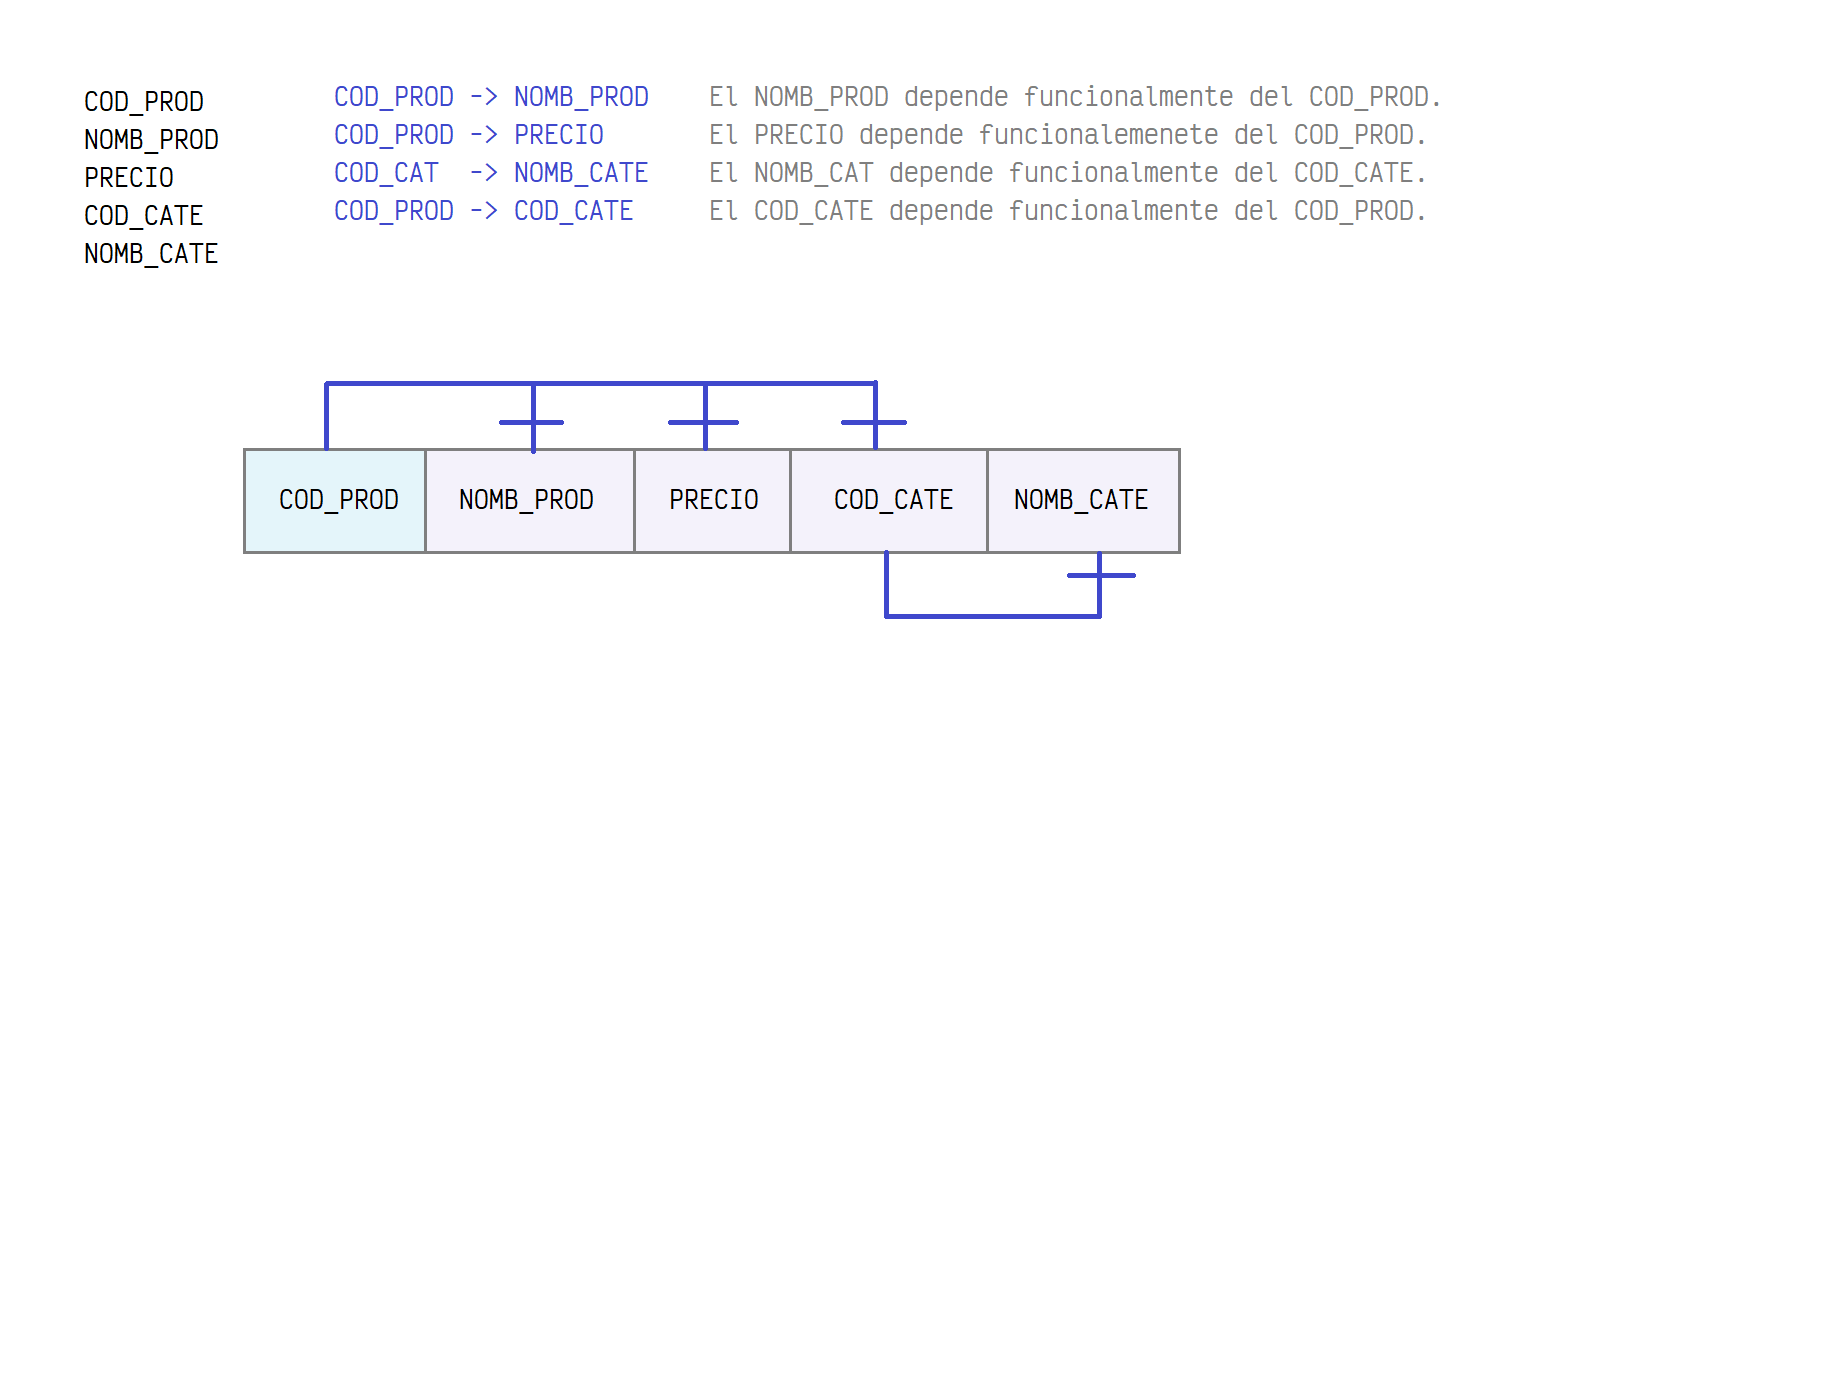 COD_PROD
NOMB_PROD
PRECIO
COD_CATE
NOMB_CATE
COD_PROD -> NOMB_PROD El NOMB_PROD depende funcionalmente del COD_PROD.
COD_PROD -> PRECIO El PRECIO depende funcionalemenete del COD_PROD.
COD_CAT -> NOMB_CATE El NOMB_CAT depende funcionalmente del COD_CATE.
COD_PROD -> COD_CATE El COD_CATE depende funcionalmente del COD_PROD.
COD_PROD NOMB_PROD PRECIO COD_CATE NOMB_CATE